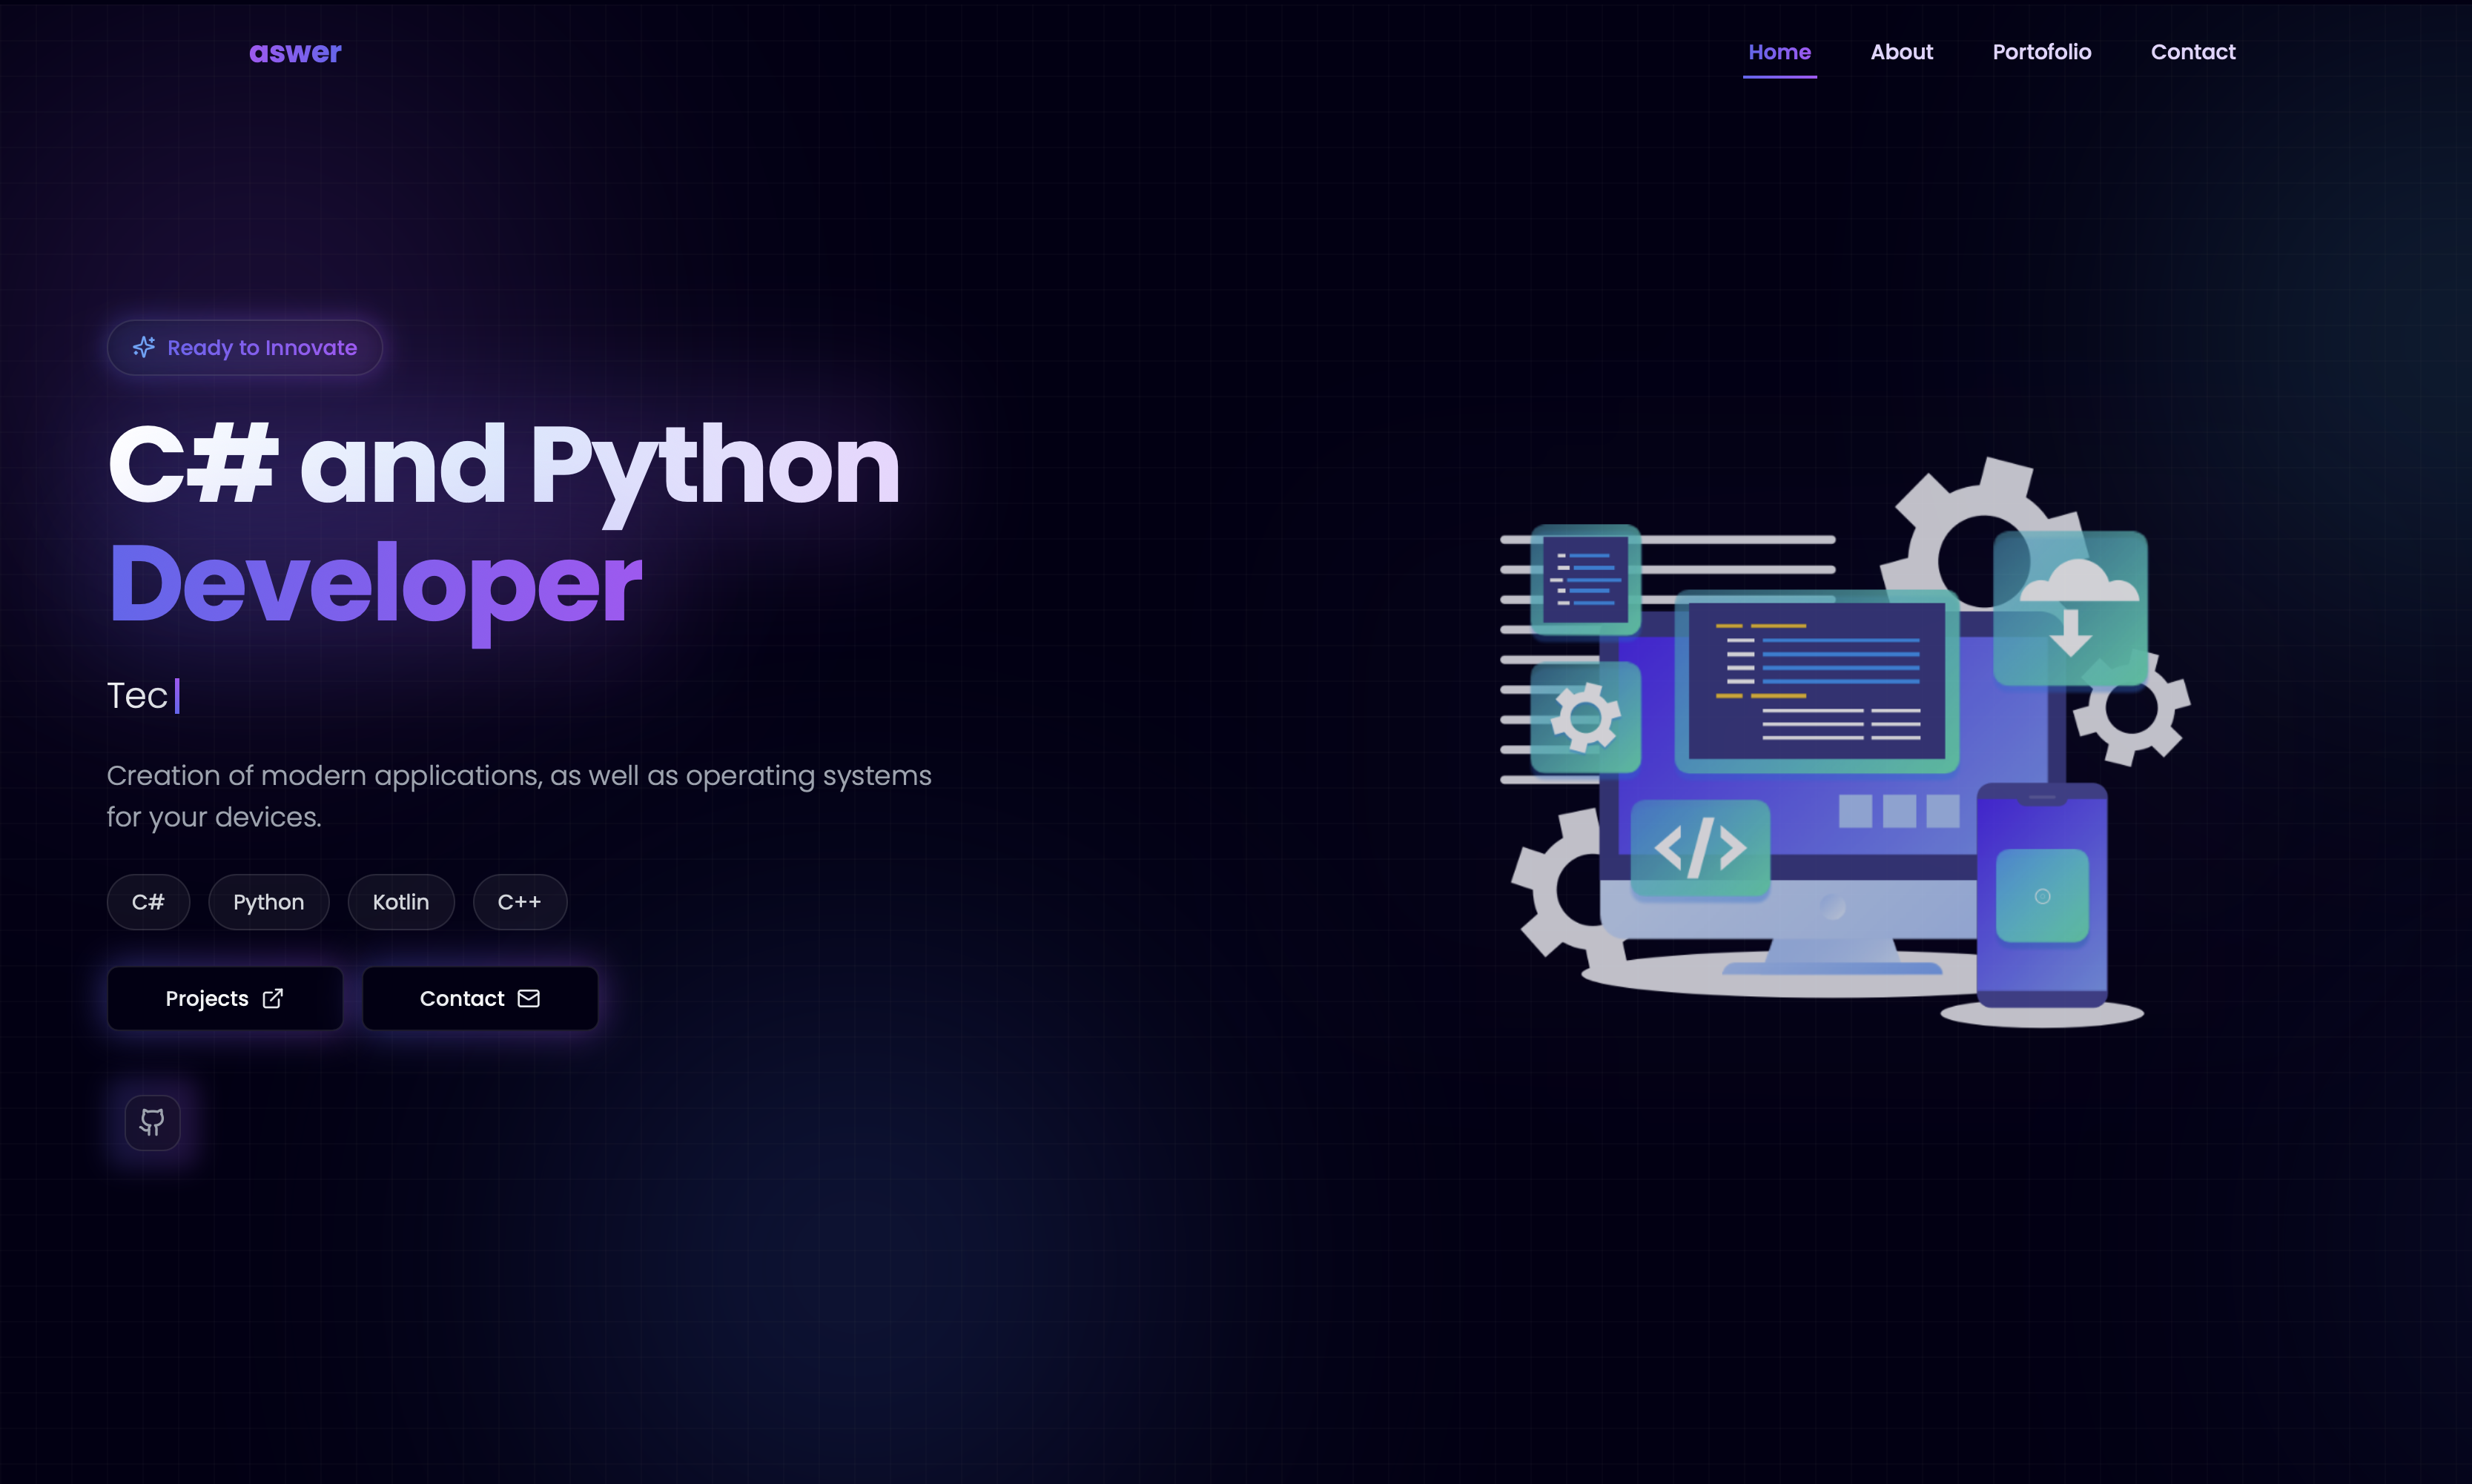 aswer
Home About Portofolio Contact
Ready to Innovate
C# and Python
Developer
Tec
Creation of modern applications, as well as operating systems
for your devices.
C# Python Kotlin C++
Projects Contact